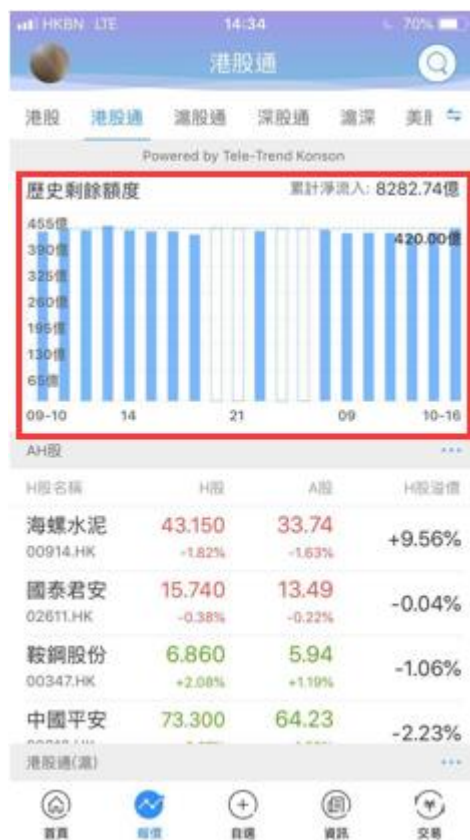 HKBN LTE 14:34 70%
港股通
港股 港股通 滬股通 深股通 滬深 美
Powered by Tele-Trend Konson
歷史剩餘額度 累計淨流入: 8282.74億
455億
420.00億
390億
325億
260億
195億
130億
65億
09-10 14 21 09 10-16
AH股
H股名稱 H股 A股 H股溢價
海螺水泥 43.150 33.74 +9.56%
00914.HK -1.82% -1.63%
國泰君安 15.740 13.49 -0.04%
02611.HK -0.38% -0.22%
鞍鋼股份 6.860 5.94 -1.06%
00347.HK +2.08% +1.19%
中國平安 73.300 64.23 -2.23%
港股通(滬)
首頁 報價 自選 資訊 交易